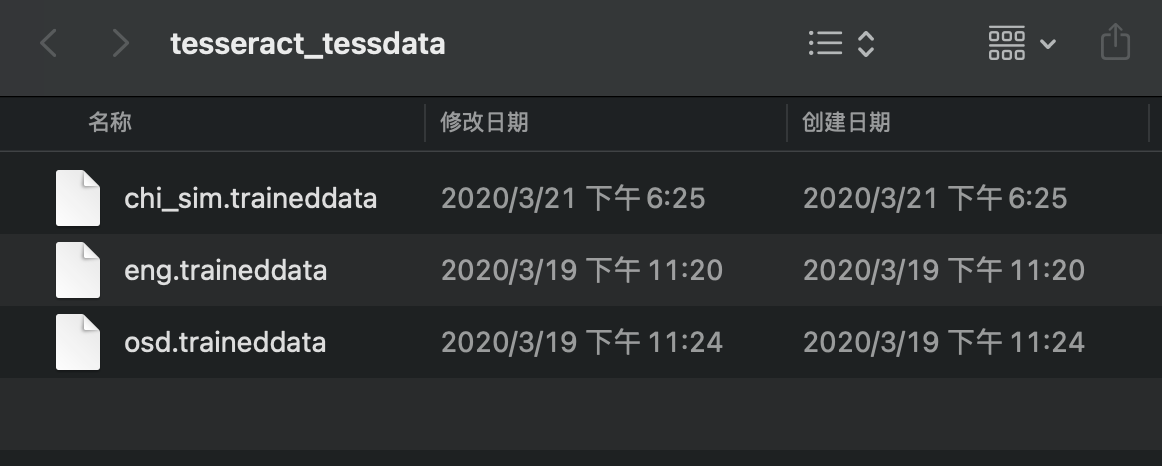 tesseract_tessdata
名称 修改日期 创建日期
chi_sim.traineddata 2020/3/21 下午 6:25 2020/3/21 下午 6:25
eng.traineddata 2020/3/19 下午 11:20 2020/3/19 下午 11:20
osd.traineddata 2020/3/19 下午 11:24 2020/3/19 下午 11:24